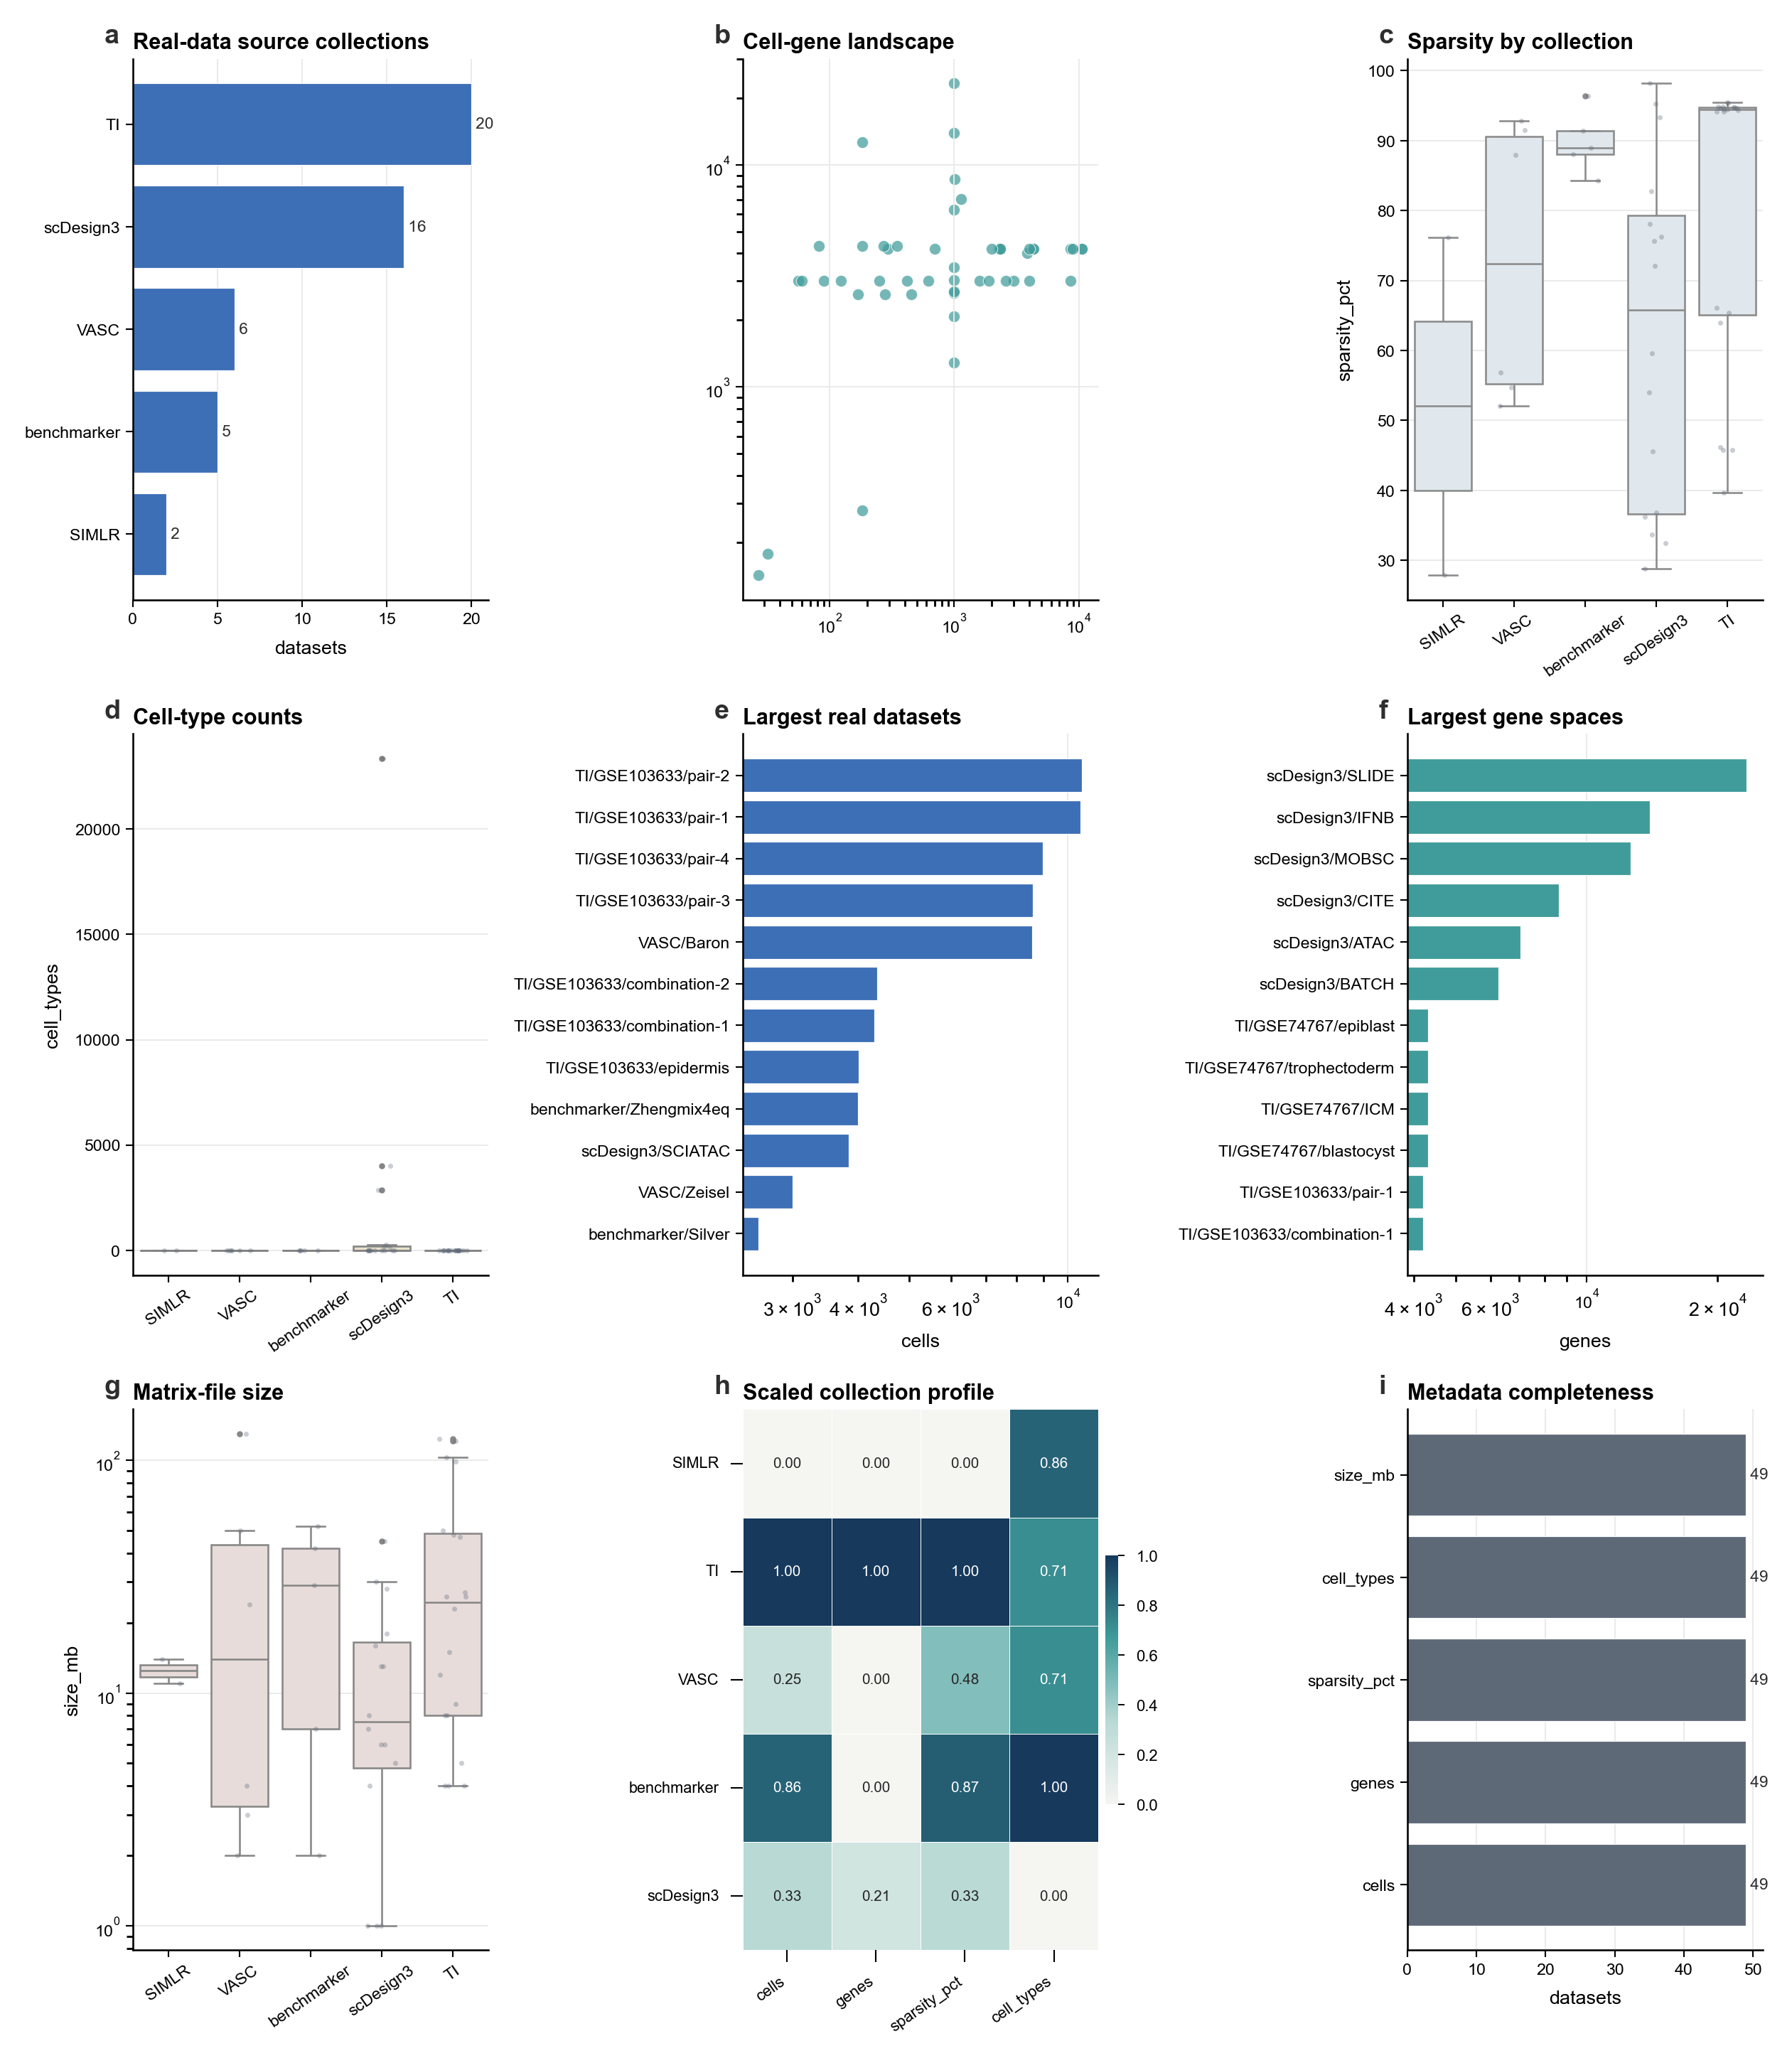 a Real-data source collections
TI
scDesign3
VASC
benchmarker
SIMLR
20
16
6
5
2
0 5 10 15 20
datasets
b Cell-gene landscape
10^4
10^3
10^2 10^3 10^4
c Sparsity by collection
sparsity_pct
100
90
80
70
60
50
40
30
SIMLR VASC benchmarker scDesign3 TI
d Cell-type counts
cell_types
20000
15000
10000
5000
0
SIMLR VASC benchmarker scDesign3 TI
e Largest real datasets
TI/GSE103633/pair-2
TI/GSE103633/pair-1
TI/GSE103633/pair-4
TI/GSE103633/pair-3
VASC/Baron
TI/GSE103633/combination-2
TI/GSE103633/combination-1
TI/GSE103633/epidermis
benchmarker/Zhengmix4eq
scDesign3/SCIATAC
VASC/Zeisel
benchmarker/Silver
3 × 10^3 4 × 10^3 6 × 10^3 10^4
cells
f Largest gene spaces
scDesign3/SLIDE
scDesign3/IFNB
scDesign3/MOBSC
scDesign3/CITE
scDesign3/ATAC
scDesign3/BATCH
TI/GSE74767/epiblast
TI/GSE74767/trophectoderm
TI/GSE74767/ICM
TI/GSE74767/blastocyst
TI/GSE103633/pair-1
TI/GSE103633/combination-1
4 × 10^3 6 × 10^3 10^4 2 × 10^4
genes
g Matrix-file size
size_mb
10^2
10^1
10^0
SIMLR VASC benchmarker scDesign3 TI
h Scaled collection profile
SIMLR 0.00 0.00 0.00 0.86
TI 1.00 1.00 1.00 0.71
VASC 0.25 0.00 0.48 0.71
benchmarker 0.86 0.00 0.87 1.00
scDesign3 0.33 0.21 0.33 0.00
cells genes sparsity_pct cell_types
1.0
0.8
0.6
0.4
0.2
0.0
i Metadata completeness
size_mb 49
cell_types 49
sparsity_pct 49
genes 49
cells 49
0 10 20 30 40 50
datasets